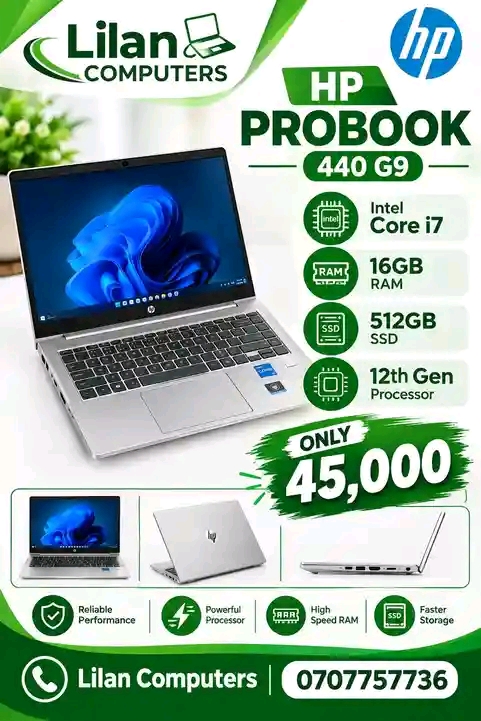 Lilan
COMPUTERS
hp
HP
PROBOOK
440 G9
intel
Intel
Core i7
RAM
16GB
RAM
SSD
512GB
SSD
12th Gen
Processor
ONLY
45,000
Reliable
Performance
Powerful
Processor
High
Speed RAM
SSD
Faster
Storage
Lilan Computers
0707757736